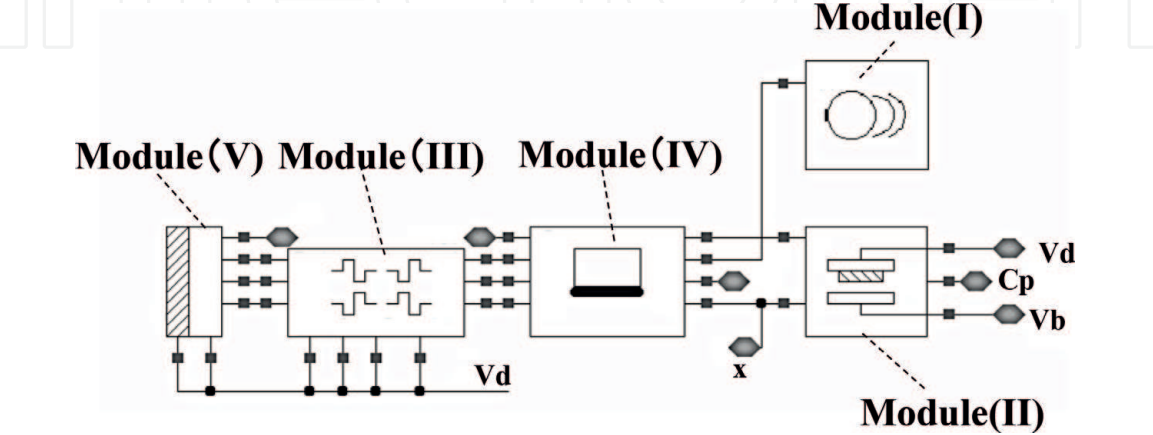 Module(I)
Module(V)
Module(III)
Module(IV)
Vd
Cp
Vb
x
Vd
Module(II)